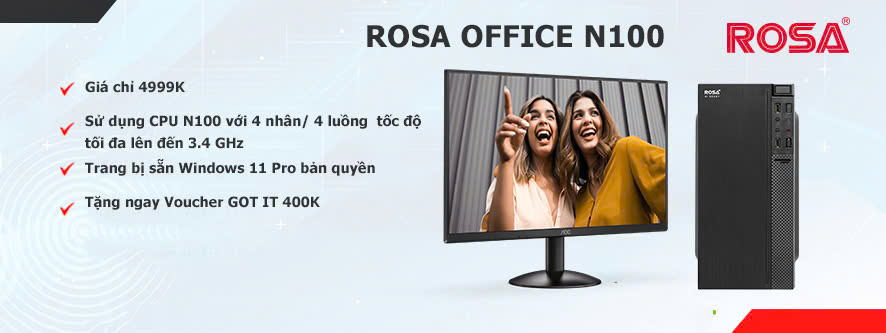 ROSA OFFICE N100
ROSA®
Giá chỉ 4999K
Sử dụng CPU N100 với 4 nhân/ 4 luồng tốc độ
tối đa lên đến 3.4 GHz
Trang bị sẵn Windows 11 Pro bản quyền
Tặng ngay Voucher GOT IT 400K
AOC
ROSA